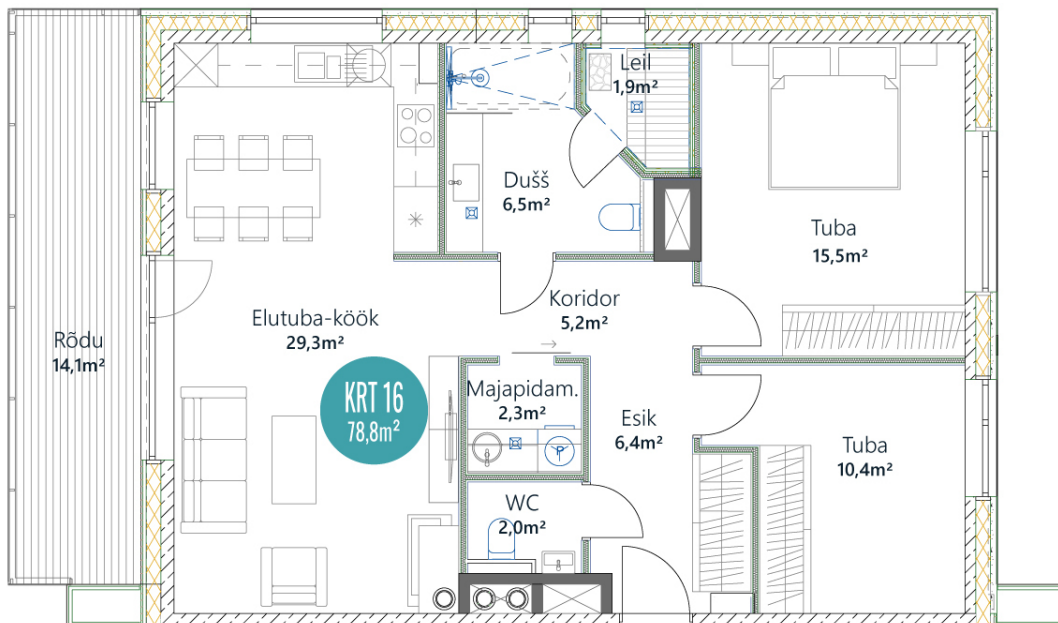 Leil
1,9m²
Dušš
6,5m²
Tuba
15,5m²
Koridor
5,2m²
Elutuba-köök
29,3m²
Rõdu
14,1m²
KRT 16
78,8m²
Majapidam.
2,3m²
Esik
6,4m²
Tuba
10,4m²
WC
2,0m²